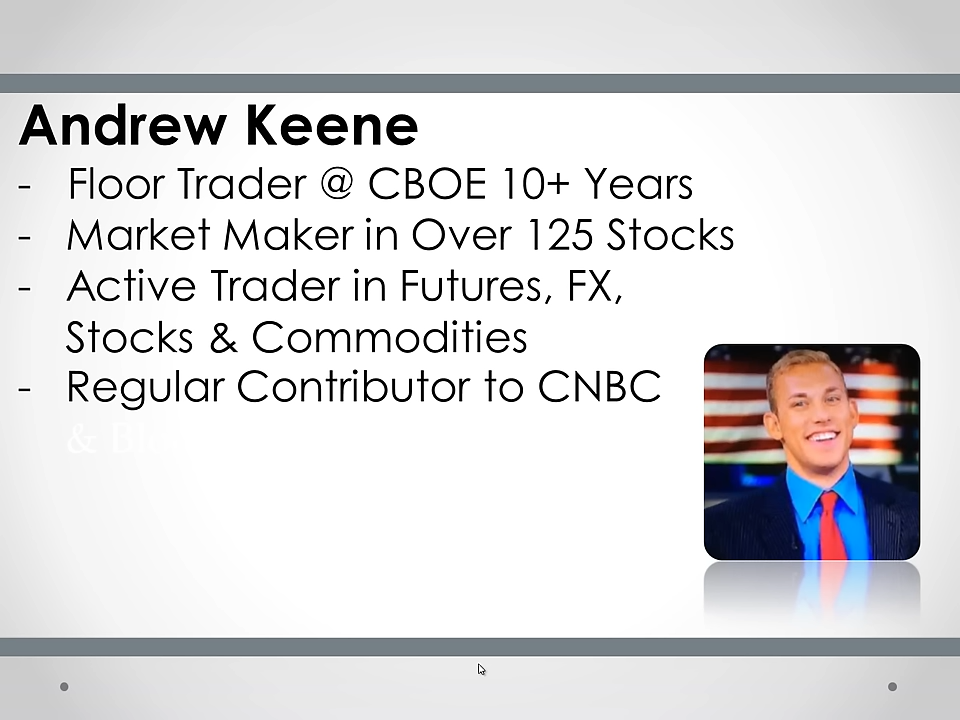 Andrew Keene
- Floor Trader @ CBOE 10+ Years
- Market Maker in Over 125 Stocks
- Active Trader in Futures, FX,
Stocks & Commodities
- Regular Contributor to CNBC
&